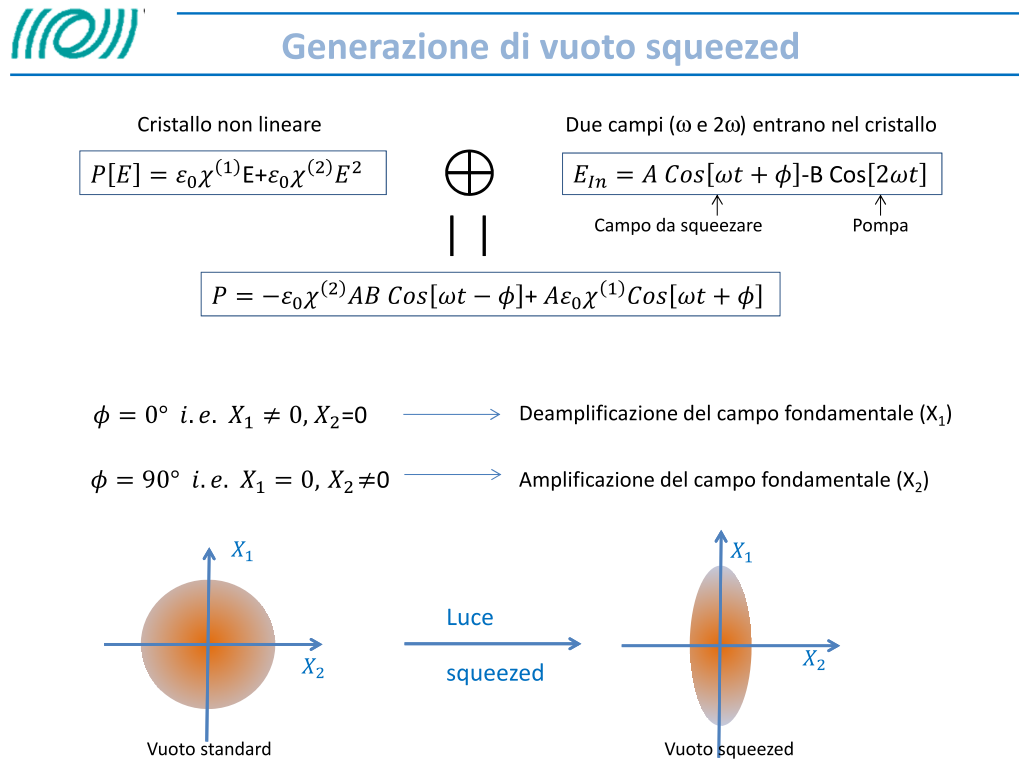 Generazione di vuoto squeezed
Cristallo non lineare
Due campi (ω e 2ω) entrano nel cristallo
P[E] = ε₀χ⁽¹⁾E+ε₀χ⁽²⁾E²
E_In = A Cos[ωt + ϕ]-B Cos[2ωt]
Campo da squeezare
Pompa
P = −ε₀χ⁽²⁾AB Cos[ωt − ϕ]+ Aε₀χ⁽¹⁾Cos[ωt + ϕ]
ϕ = 0° i.e. X₁ ≠ 0, X₂=0
Deamplificazione del campo fondamentale (X₁)
ϕ = 90° i.e. X₁ = 0, X₂≠0
Amplificazione del campo fondamentale (X₂)
X₁
X₂
Vuoto standard
Luce
squeezed
X₁
X₂
Vuoto squeezed